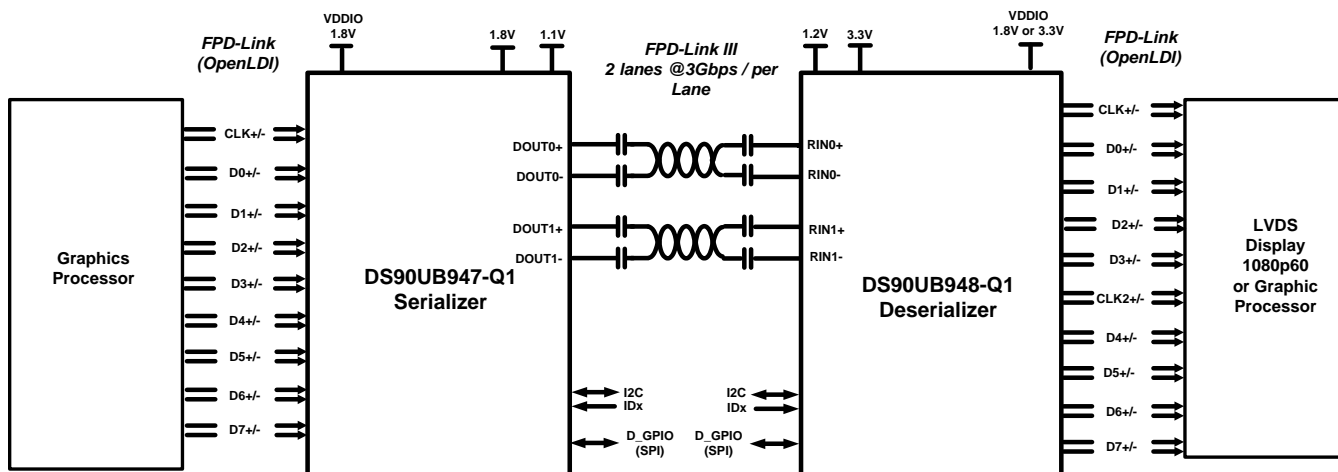 VDDIO
1.8V
1.8V
1.1V
1.2V
3.3V
VDDIO
1.8V or 3.3V
FPD-Link
(OpenLDI)
FPD-Link III
2 lanes @3Gbps / per
Lane
FPD-Link
(OpenLDI)
Graphics
Processor
CLK+/-
D0+/-
D1+/-
D2+/-
D3+/-
D4+/-
D5+/-
D6+/-
D7+/-
DS90UB947-Q1
Serializer
DOUT0+
DOUT0-
DOUT1+
DOUT1-
I2C
IDx
D_GPIO
(SPI)
RIN0+
RIN0-
RIN1+
RIN1-
I2C
IDx
D_GPIO
(SPI)
DS90UB948-Q1
Deserializer
CLK+/-
D0+/-
D1+/-
D2+/-
D3+/-
CLK2+/-
D4+/-
D5+/-
D6+/-
D7+/-
LVDS
Display
1080p60
or Graphic
Processor